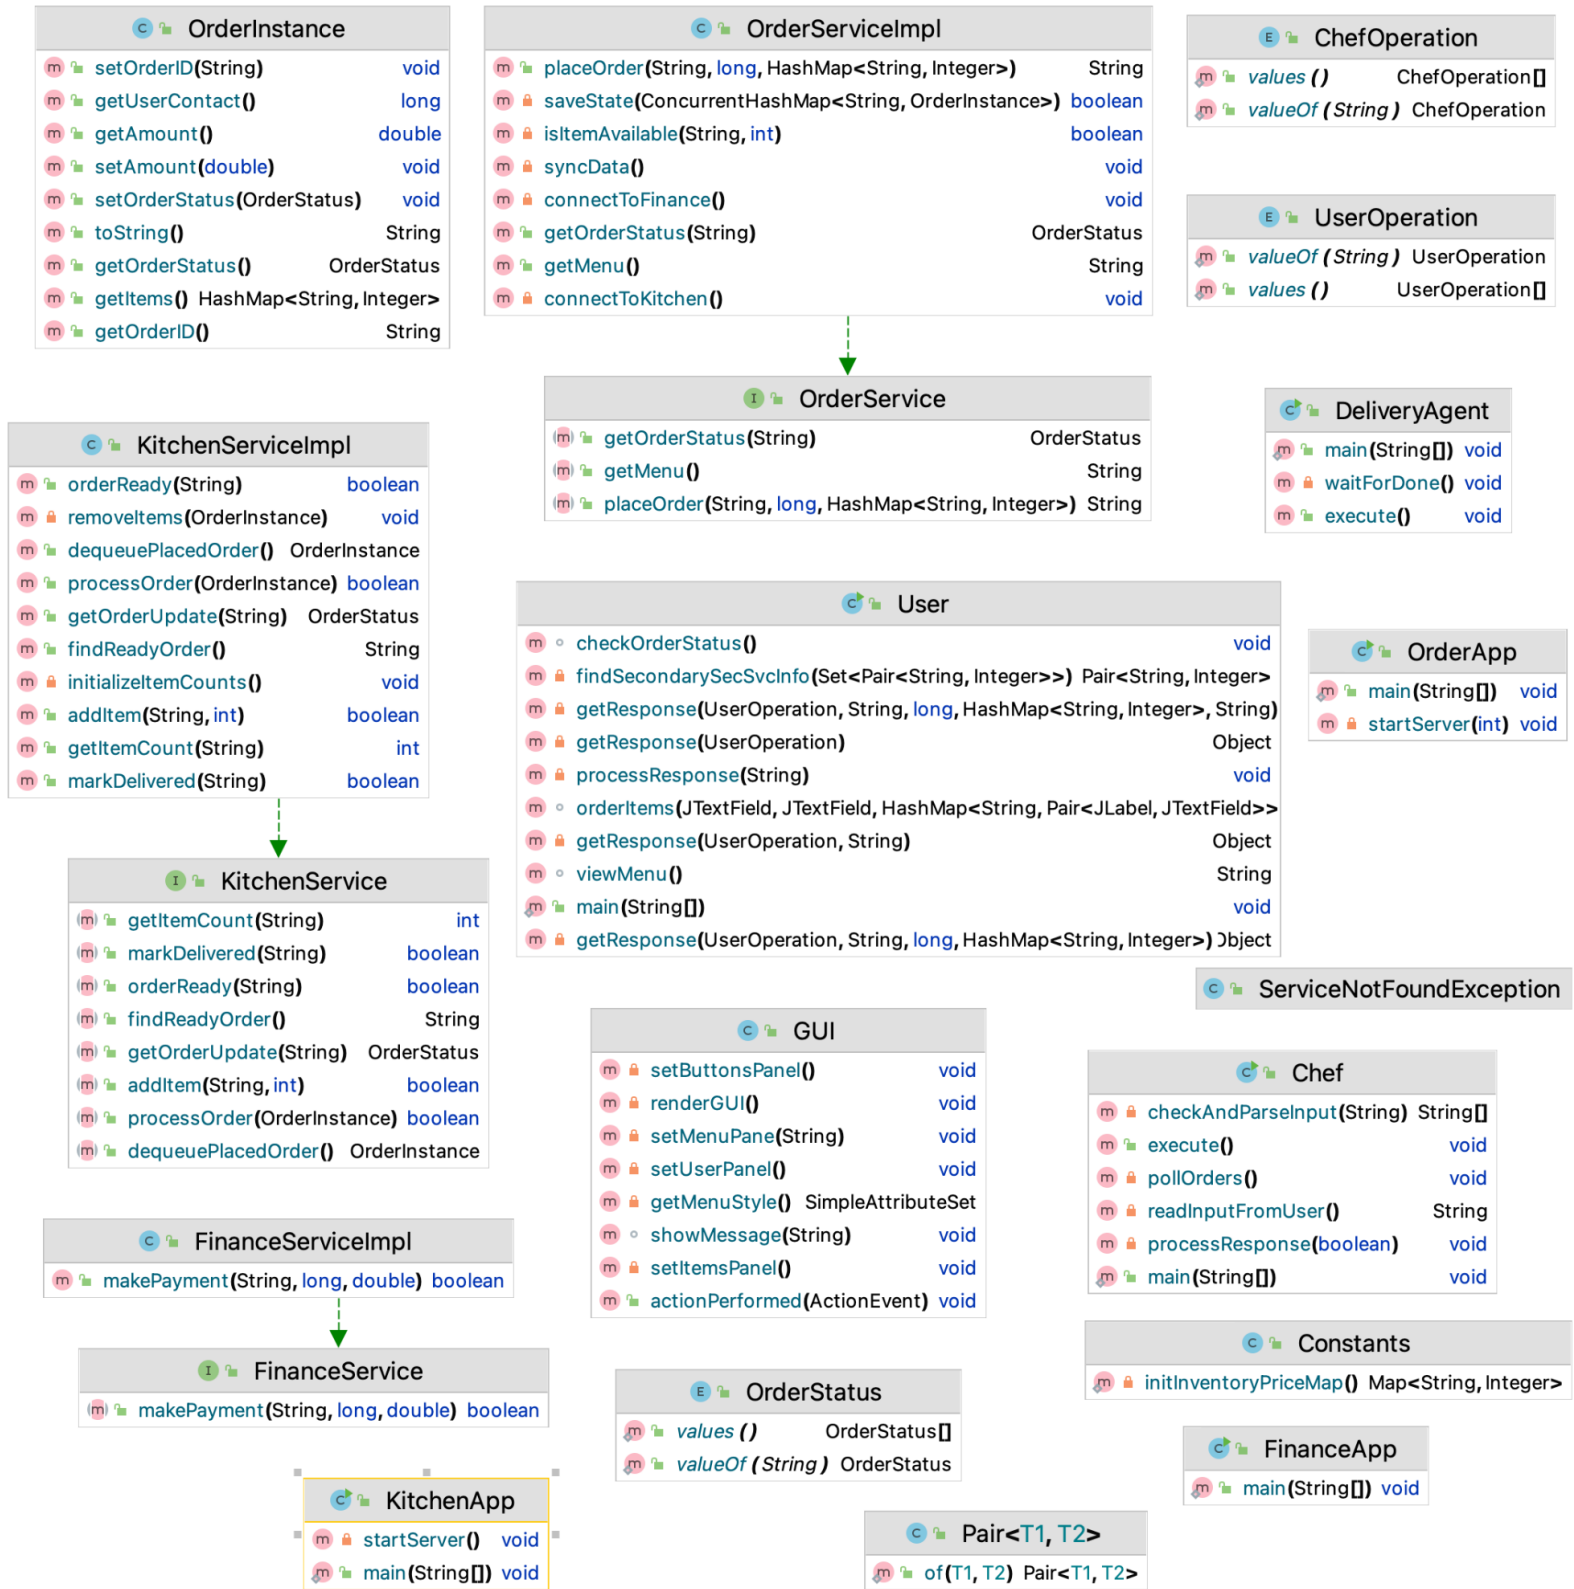 OrderInstance
setOrderID(String) void
getUserContact() long
getAmount() double
setAmount(double) void
setOrderStatus(OrderStatus) void
toString() String
getOrderStatus() OrderStatus
getItems() HashMap<String, Integer>
getOrderID() String
OrderServiceImpl
placeOrder(String, long, HashMap<String, Integer>) String
saveState(ConcurrentHashMap<String, OrderInstance>) boolean
isItemAvailable(String, int) boolean
syncData() void
connectToFinance() void
getOrderStatus(String) OrderStatus
getMenu() String
connectToKitchen() void
ChefOperation
values () ChefOperation[]
valueOf (String) ChefOperation
UserOperation
valueOf (String) UserOperation
values () UserOperation[]
OrderService
getOrderStatus(String) OrderStatus
getMenu() String
placeOrder(String, long, HashMap<String, Integer>) String
DeliveryAgent
main(String[]) void
waitForDone() void
execute() void
KitchenServiceImpl
orderReady(String) boolean
removeItems(OrderInstance) void
dequeuePlacedOrder() OrderInstance
processOrder(OrderInstance) boolean
getOrderUpdate(String) OrderStatus
findReadyOrder() String
initializeItemCounts() void
addItem(String, int) boolean
getItemCount(String) int
markDelivered(String) boolean
User
checkOrderStatus() void
findSecondarySecSvcInfo(Set<Pair<String, Integer>>) Pair<String, Integer>
getResponse(UserOperation, String, long, HashMap<String, Integer>, String)
getResponse(UserOperation) Object
processResponse(String) void
orderItems(JTextField, JTextField, HashMap<String, Pair<JLabel, JTextField>>
getResponse(UserOperation, String) Object
viewMenu() String
main(String[]) void
getResponse(UserOperation, String, long, HashMap<String, Integer>) Object
OrderApp
main(String[]) void
startServer(int) void
KitchenService
getItemCount(String) int
markDelivered(String) boolean
orderReady(String) boolean
findReadyOrder() String
getOrderUpdate(String) OrderStatus
addItem(String, int) boolean
processOrder(OrderInstance) boolean
dequeuePlacedOrder() OrderInstance
ServiceNotFoundException
GUI
setButtonsPanel() void
renderGUI() void
setMenuPane(String) void
setUserPanel() void
getMenuStyle() SimpleAttributeSet
showMessage(String) void
setItemsPanel() void
actionPerformed(ActionEvent) void
Chef
checkAndParseInput(String) String[]
execute() void
pollOrders() void
readInputFromUser() String
processResponse(boolean) void
main(String[]) void
FinanceServiceImpl
makePayment(String, long, double) boolean
FinanceService
makePayment(String, long, double) boolean
Constants
initInventoryPriceMap() Map<String, Integer>
OrderStatus
values () OrderStatus[]
valueOf (String) OrderStatus
FinanceApp
main(String[]) void
KitchenApp
startServer() void
main(String[]) void
Pair<T1, T2>
of(T1, T2) Pair<T1, T2>